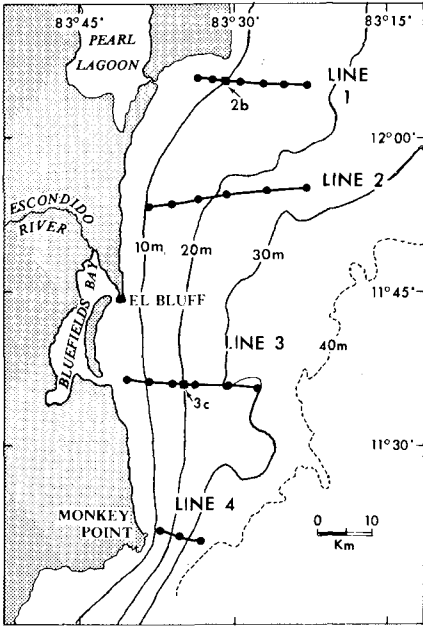 83°45' 83°30' 83°15'
PEARL
LAGOON
LINE
1
2b
12°00'
LINE 2
ESCONDIDO
RIVER
10m 20m 30m
11°45'
BLUEFIELDS BAY
EL BLUFF
LINE 3
40m
3c
11°30'
LINE 4
MONKEY
POINT
0 10
Km